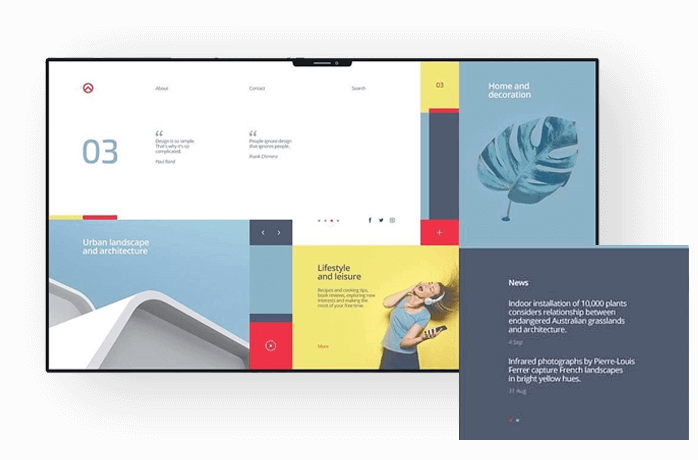 About
Contact
Search
03
Home and
decoration
03
Design is so simple.
That's why it's so
complicated.
Paul Rand
People ignore design
that ignores people.
Frank Chimero
Urban landscape
and architecture
Lifestyle
and leisure
Recipes and cooking tips,
book reviews, exploring new
interests and making the
most of your free time.
More
News
Indoor installation of 10,000 plants
considers relationship between
endangered Australian grasslands
and architecture.
4 Sep
Infrared photographs by Pierre-Louis
Ferrer capture French landscapes
in bright yellow hues.
31 Aug